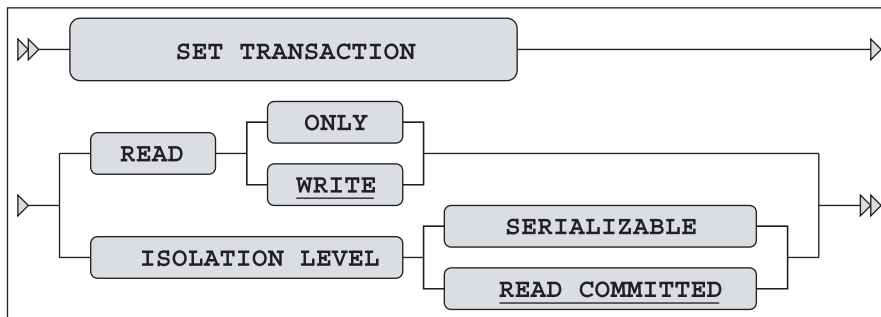 SET TRANSACTION
ONLY
READ
WRITE
SERIALIZABLE
ISOLATION LEVEL
READ COMMITTED